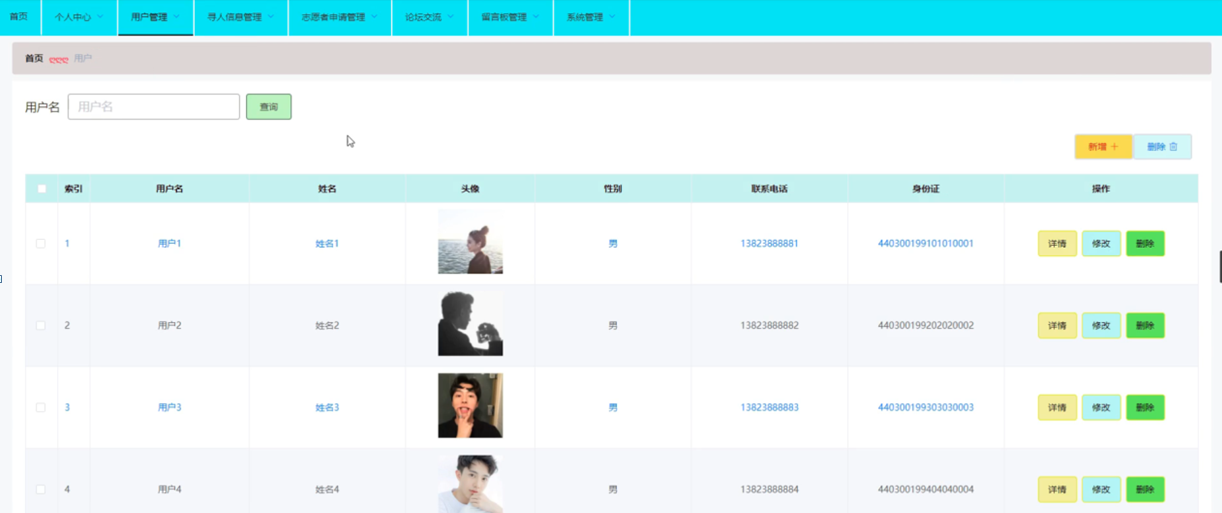 首页 个人中心 用户管理 寻人信息管理 志愿者申请管理 论坛交流 留言板管理 系统管理
首页 用户
用户名 用户名 查询
新增 删除
索引 用户名 姓名 头像 性别 联系电话 身份证 操作
1 用户1 姓名1 男 13823888881 440300199101010001 详情 修改 删除
2 用户2 姓名2 男 13823888882 440300199202020002 详情 修改 删除
3 用户3 姓名3 男 13823888883 440300199303030003 详情 修改 删除
4 用户4 姓名4 男 13823888884 440300199404040004 详情 修改 删除